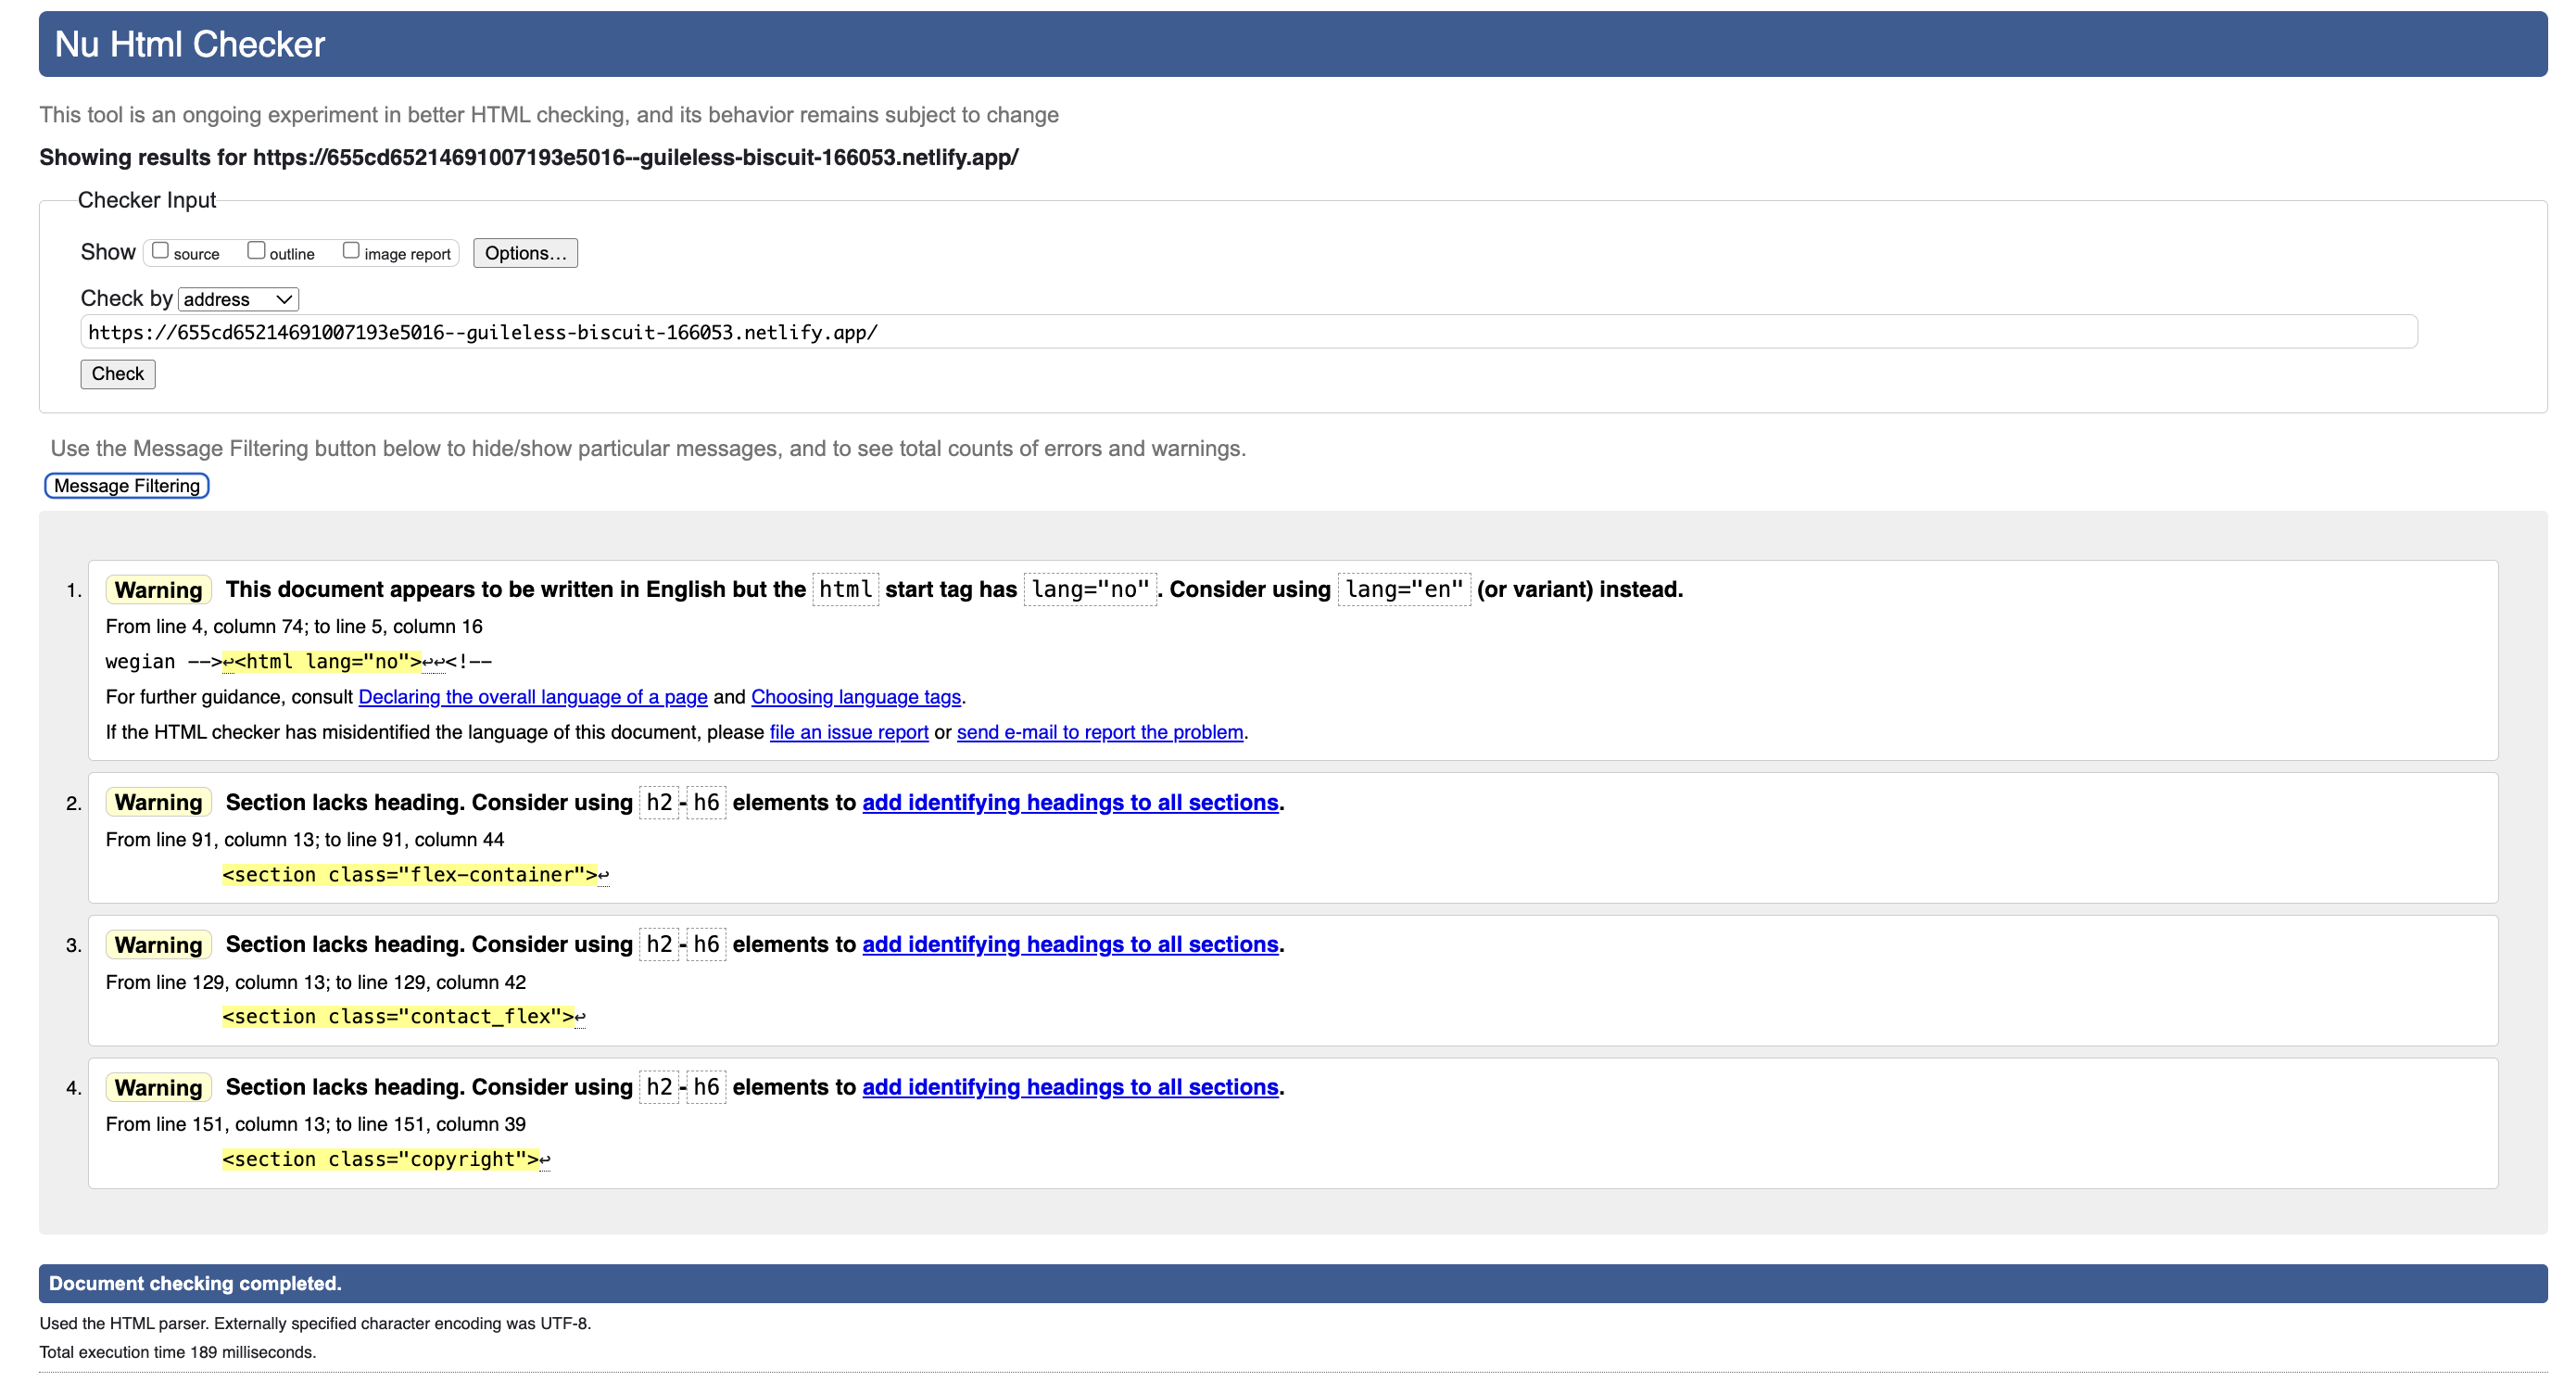 Nu Html Checker
This tool is an ongoing experiment in better HTML checking, and its behavior remains subject to change
Showing results for https://655cd65214691007193e5016--guileless-biscuit-166053.netlify.app/
Checker Input
Show source outline image report Options…
Check by address
https://655cd65214691007193e5016--guileless-biscuit-166053.netlify.app/
Check
Use the Message Filtering button below to hide/show particular messages, and to see total counts of errors and warnings.
Message Filtering
1. Warning This document appears to be written in English but the html start tag has lang="no". Consider using lang="en" (or variant) instead.
From line 4, column 74; to line 5, column 16
wegian -->↩<html lang="no">↩↩<!--
For further guidance, consult Declaring the overall language of a page and Choosing language tags.
If the HTML checker has misidentified the language of this document, please file an issue report or send e-mail to report the problem.
2. Warning Section lacks heading. Consider using h2-h6 elements to add identifying headings to all sections.
From line 91, column 13; to line 91, column 44
<section class="flex-container">↩
3. Warning Section lacks heading. Consider using h2-h6 elements to add identifying headings to all sections.
From line 129, column 13; to line 129, column 42
<section class="contact_flex">↩
4. Warning Section lacks heading. Consider using h2-h6 elements to add identifying headings to all sections.
From line 151, column 13; to line 151, column 39
<section class="copyright">↩
Document checking completed.
Used the HTML parser. Externally specified character encoding was UTF-8.
Total execution time 189 milliseconds.